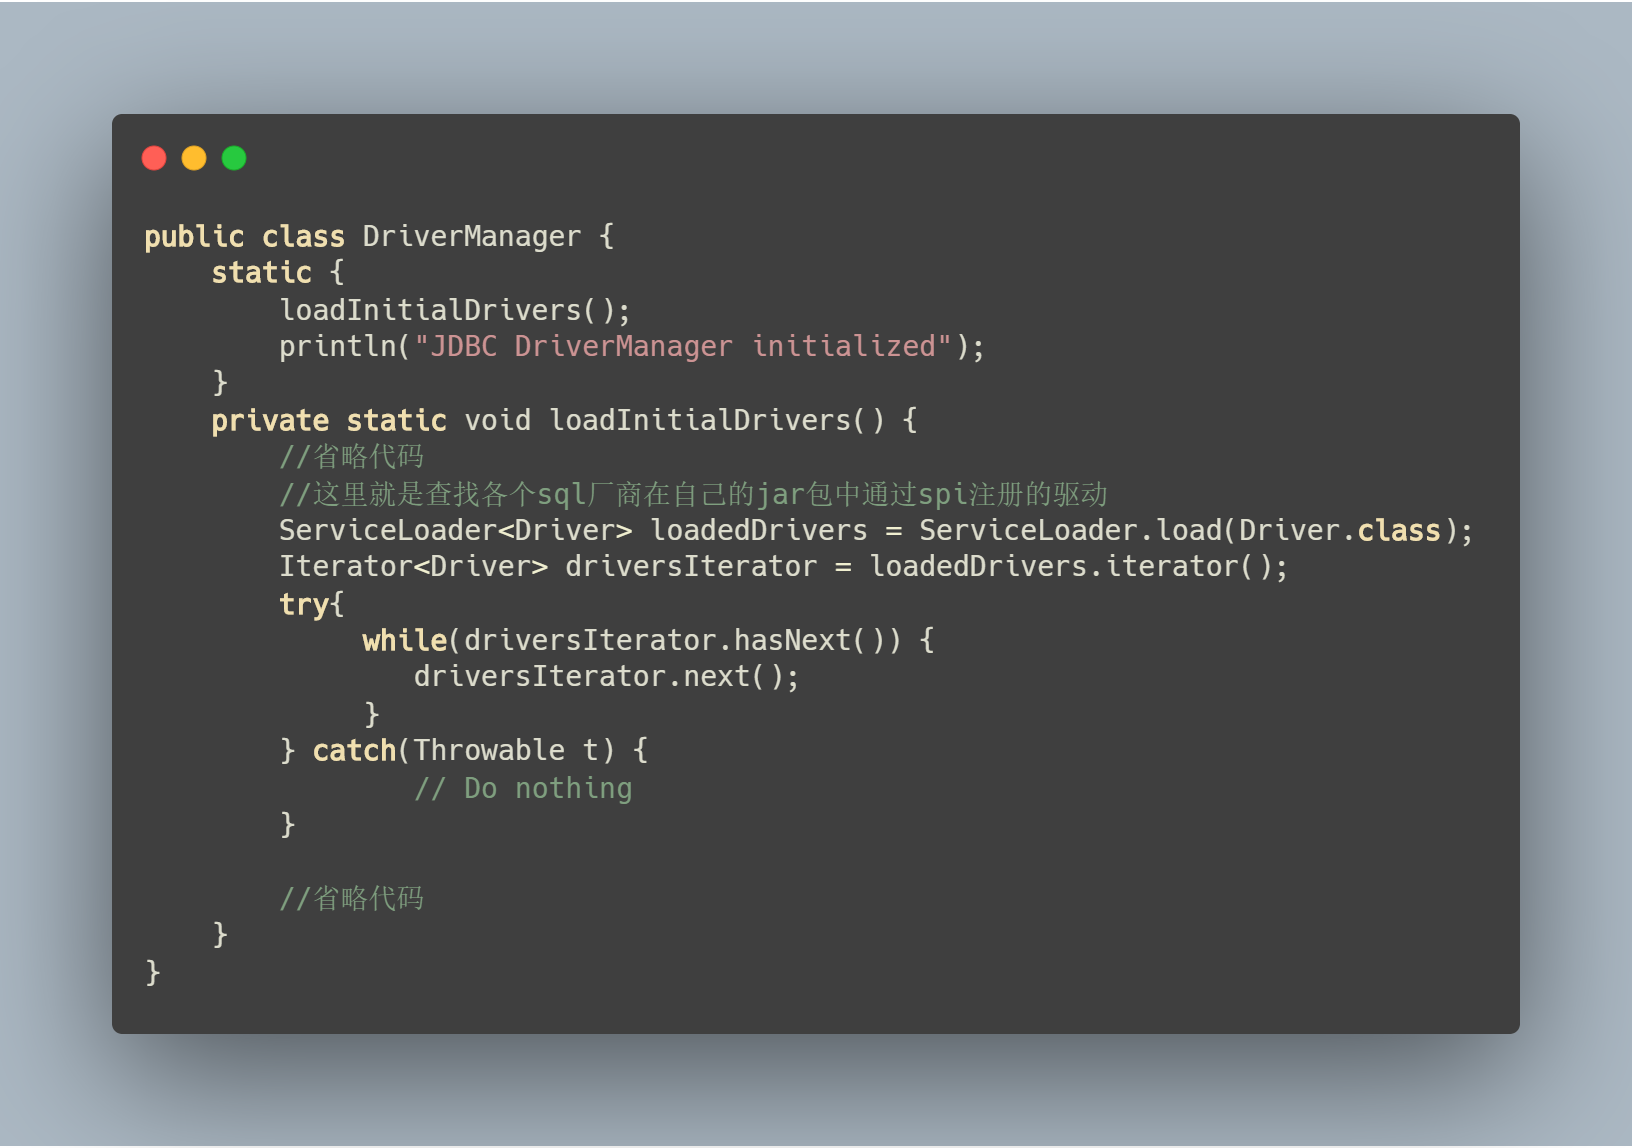 public class DriverManager {
    static {
        loadInitialDrivers();
        println("JDBC DriverManager initialized");
    }
    private static void loadInitialDrivers() {
        //省略代码
        //这里就是查找各个sql厂商在自己的jar包中通过spi注册的驱动
        ServiceLoader<Driver> loadedDrivers = ServiceLoader.load(Driver.class);
        Iterator<Driver> driversIterator = loadedDrivers.iterator();
        try{
             while(driversIterator.hasNext()) {
                driversIterator.next();
             }
        } catch(Throwable t) {
                // Do nothing
        }

        //省略代码
    }
}